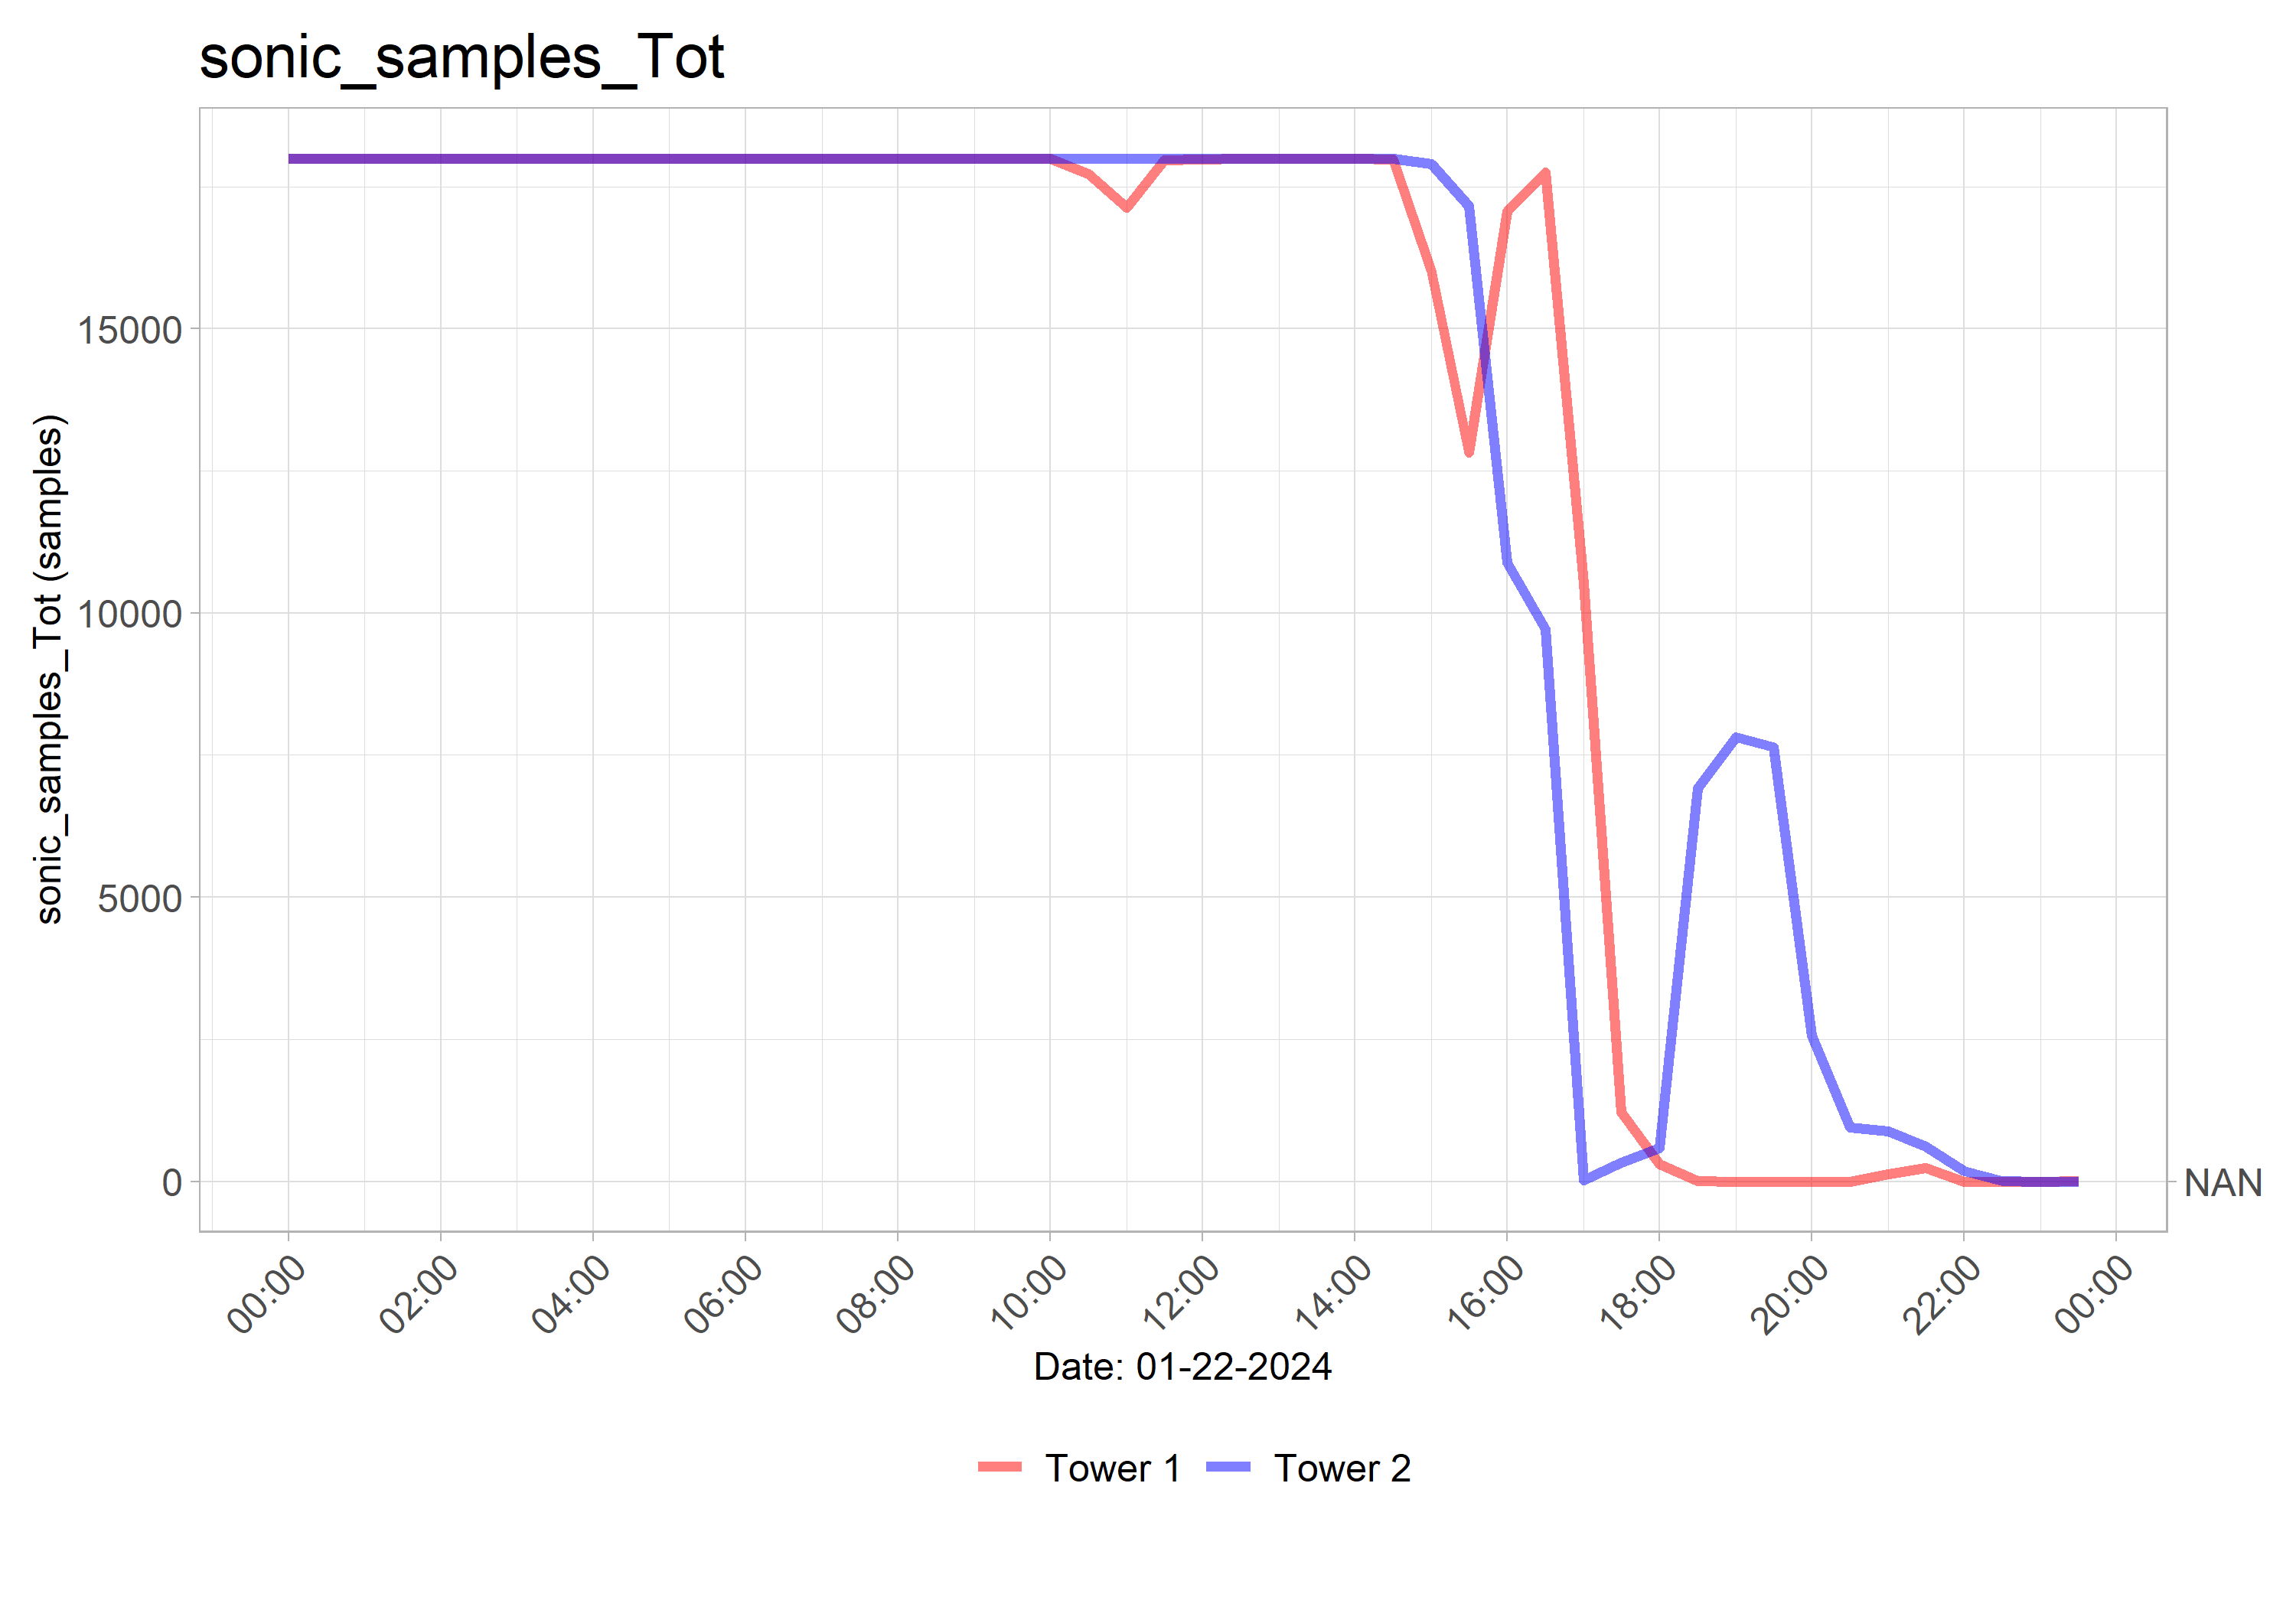 sonic_samples_Tot
sonic_samples_Tot (samples)
15000
10000
5000
0
NAN
00:00 02:00 04:00 06:00 08:00 10:00 12:00 14:00 16:00 18:00 20:00 22:00 00:00
Date: 01-22-2024
Tower 1 Tower 2